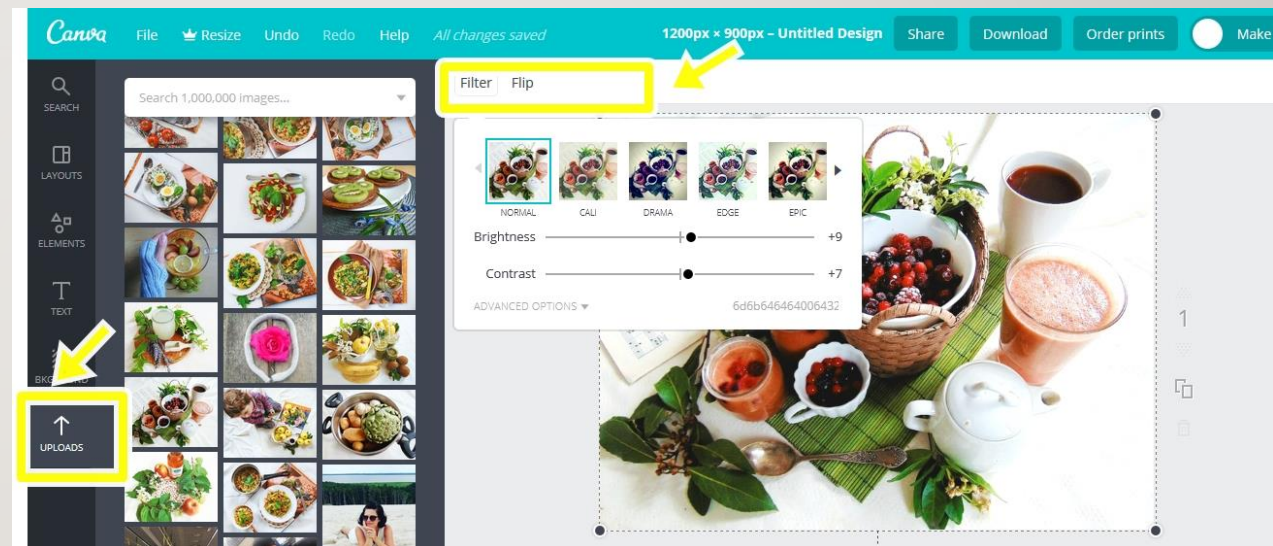 Canva File Resize Undo Redo Help All changes saved 1200px × 900px – Untitled Design Share Download Order prints Make
SEARCH
LAYOUTS
ELEMENTS
TEXT
BKGROUND
UPLOADS
Search 1,000,000 images...
Filter Flip
NORMAL CALI DRAMA EDGE EPIC
Brightness +9
Contrast +7
ADVANCED OPTIONS 6d6b646464006432
1